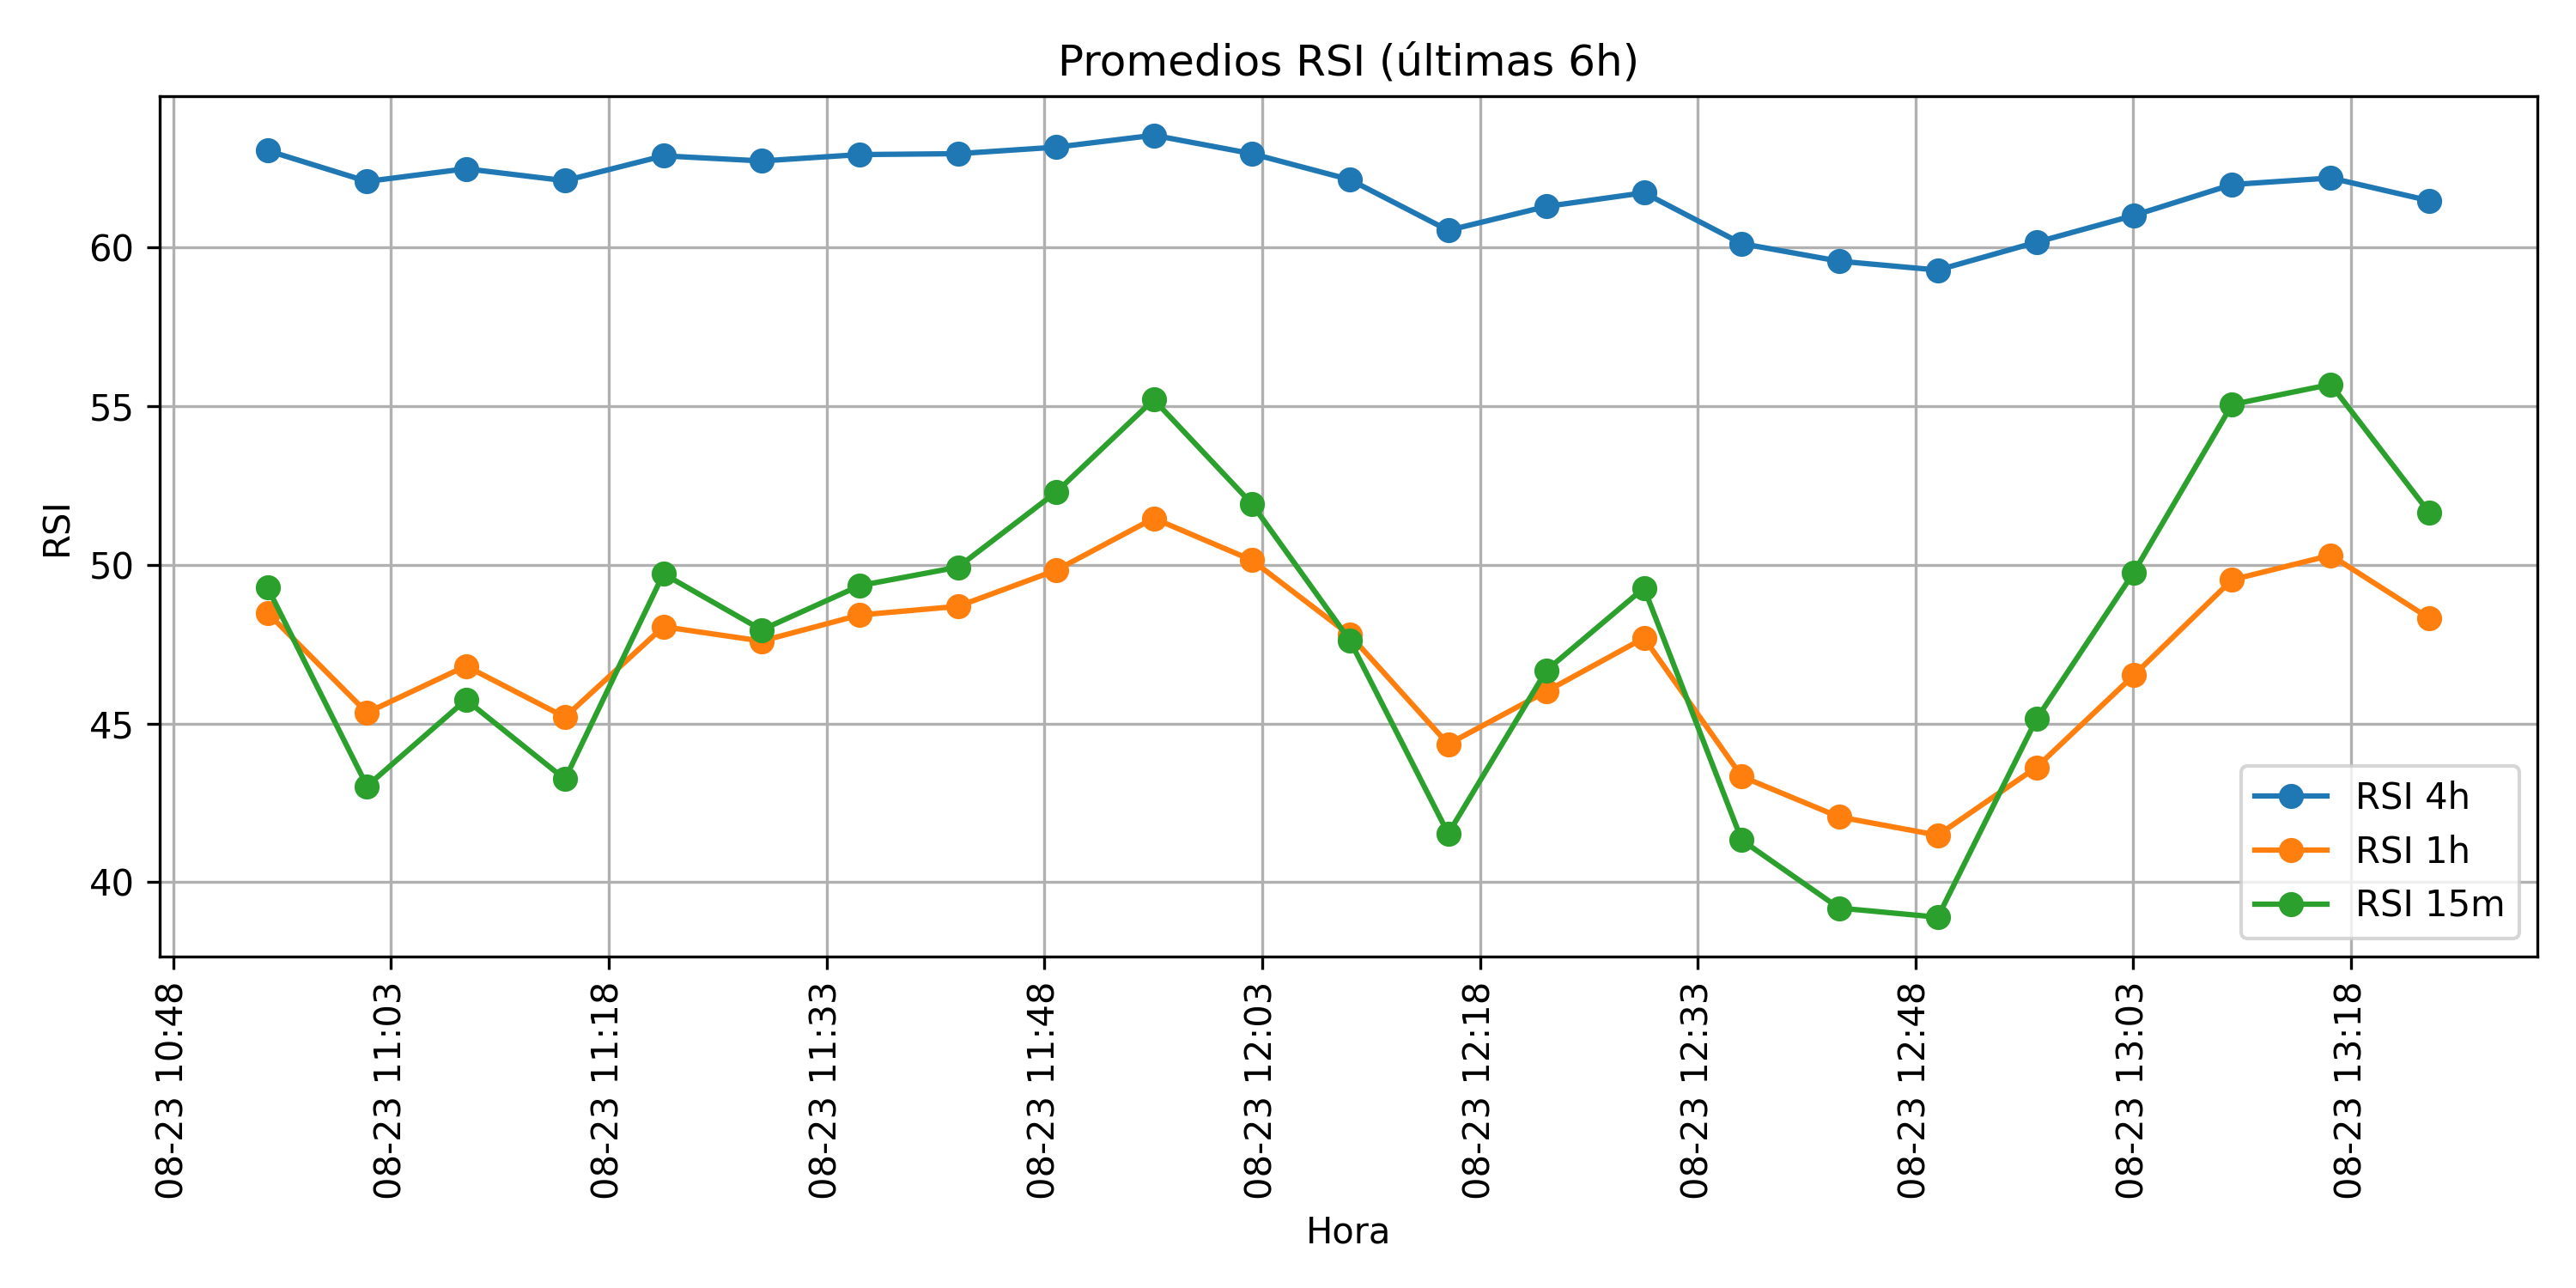 Promedios RSI (últimas 6h)
RSI
60
55
50
45
40
RSI 4h
RSI 1h
RSI 15m
08-23 10:48
08-23 11:03
08-23 11:18
08-23 11:33
08-23 11:48
08-23 12:03
08-23 12:18
08-23 12:33
08-23 12:48
08-23 13:03
08-23 13:18
Hora